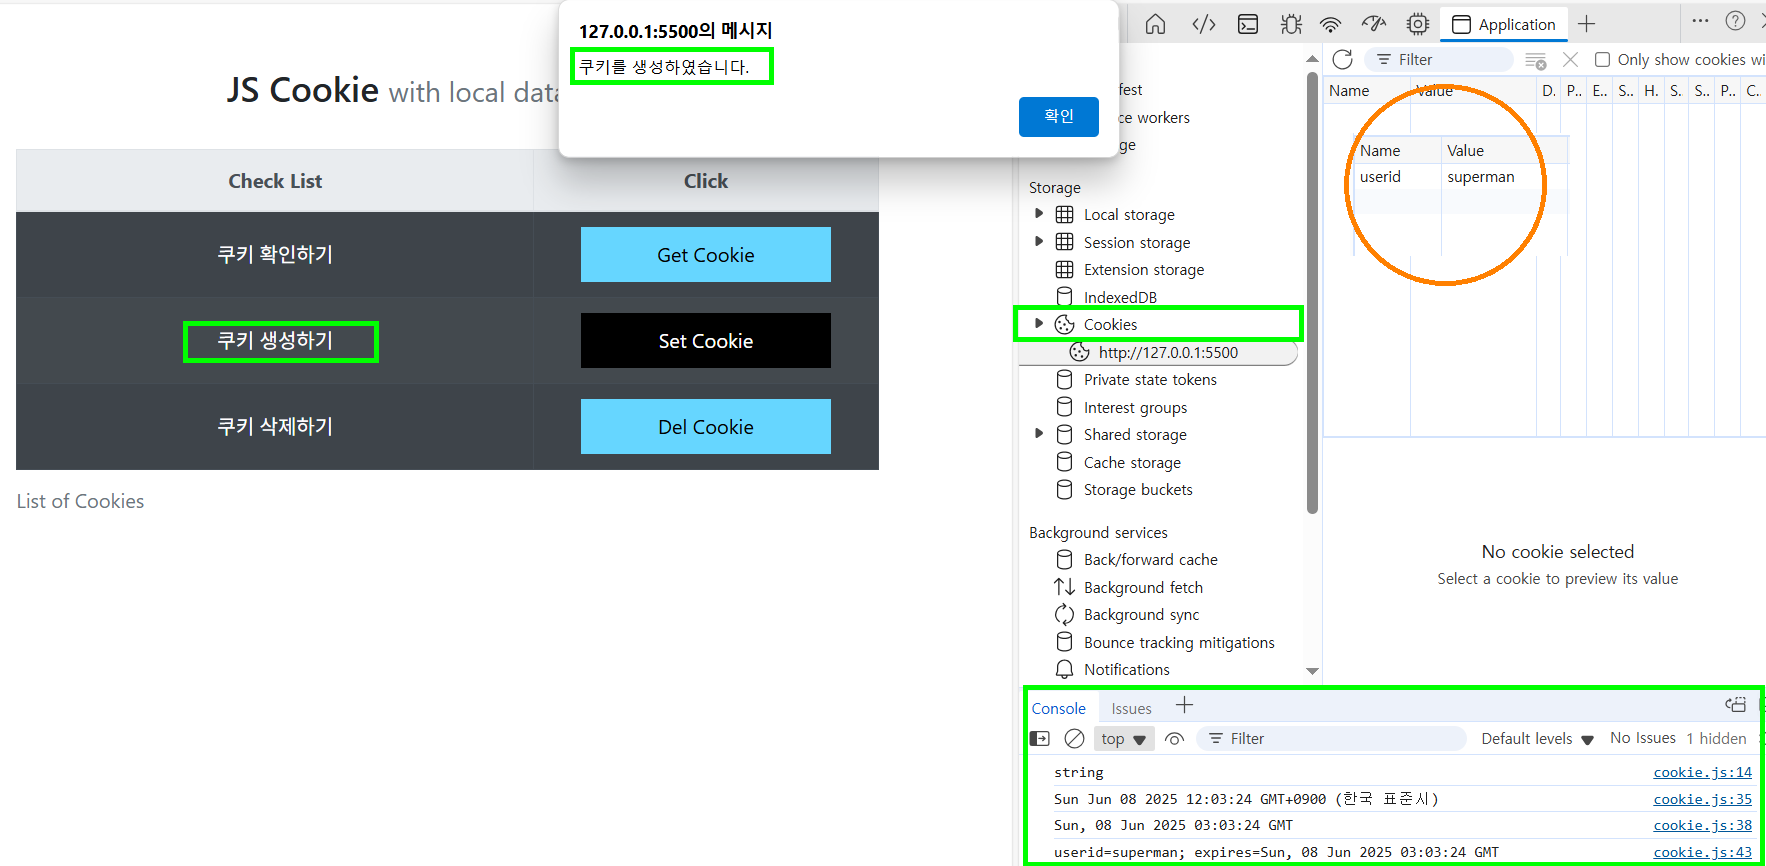 127.0.0.1:5500의 메시지
쿠키를 생성하였습니다.
확인
JS Cookie with local data
Check List
Click
쿠키 확인하기
Get Cookie
쿠키 생성하기
Set Cookie
쿠키 삭제하기
Del Cookie
List of Cookies
Application
fest
ce workers
ge
Storage
Local storage
Session storage
Extension storage
IndexedDB
Cookies
http://127.0.0.1:5500
Private state tokens
Interest groups
Shared storage
Cache storage
Storage buckets
Background services
Back/forward cache
Background fetch
Background sync
Bounce tracking mitigations
Notifications
Filter
Only show cookies wi
Name Value D. P.. E.. S.. H. S. S.. P.. C.
Name Value
userid superman
No cookie selected
Select a cookie to preview its value
Console Issues
top Filter Default levels No Issues 1 hidden
string cookie.js:14
Sun Jun 08 2025 12:03:24 GMT+0900 (한국 표준시) cookie.js:35
Sun, 08 Jun 2025 03:03:24 GMT cookie.js:38
userid=superman; expires=Sun, 08 Jun 2025 03:03:24 GMT cookie.js:43